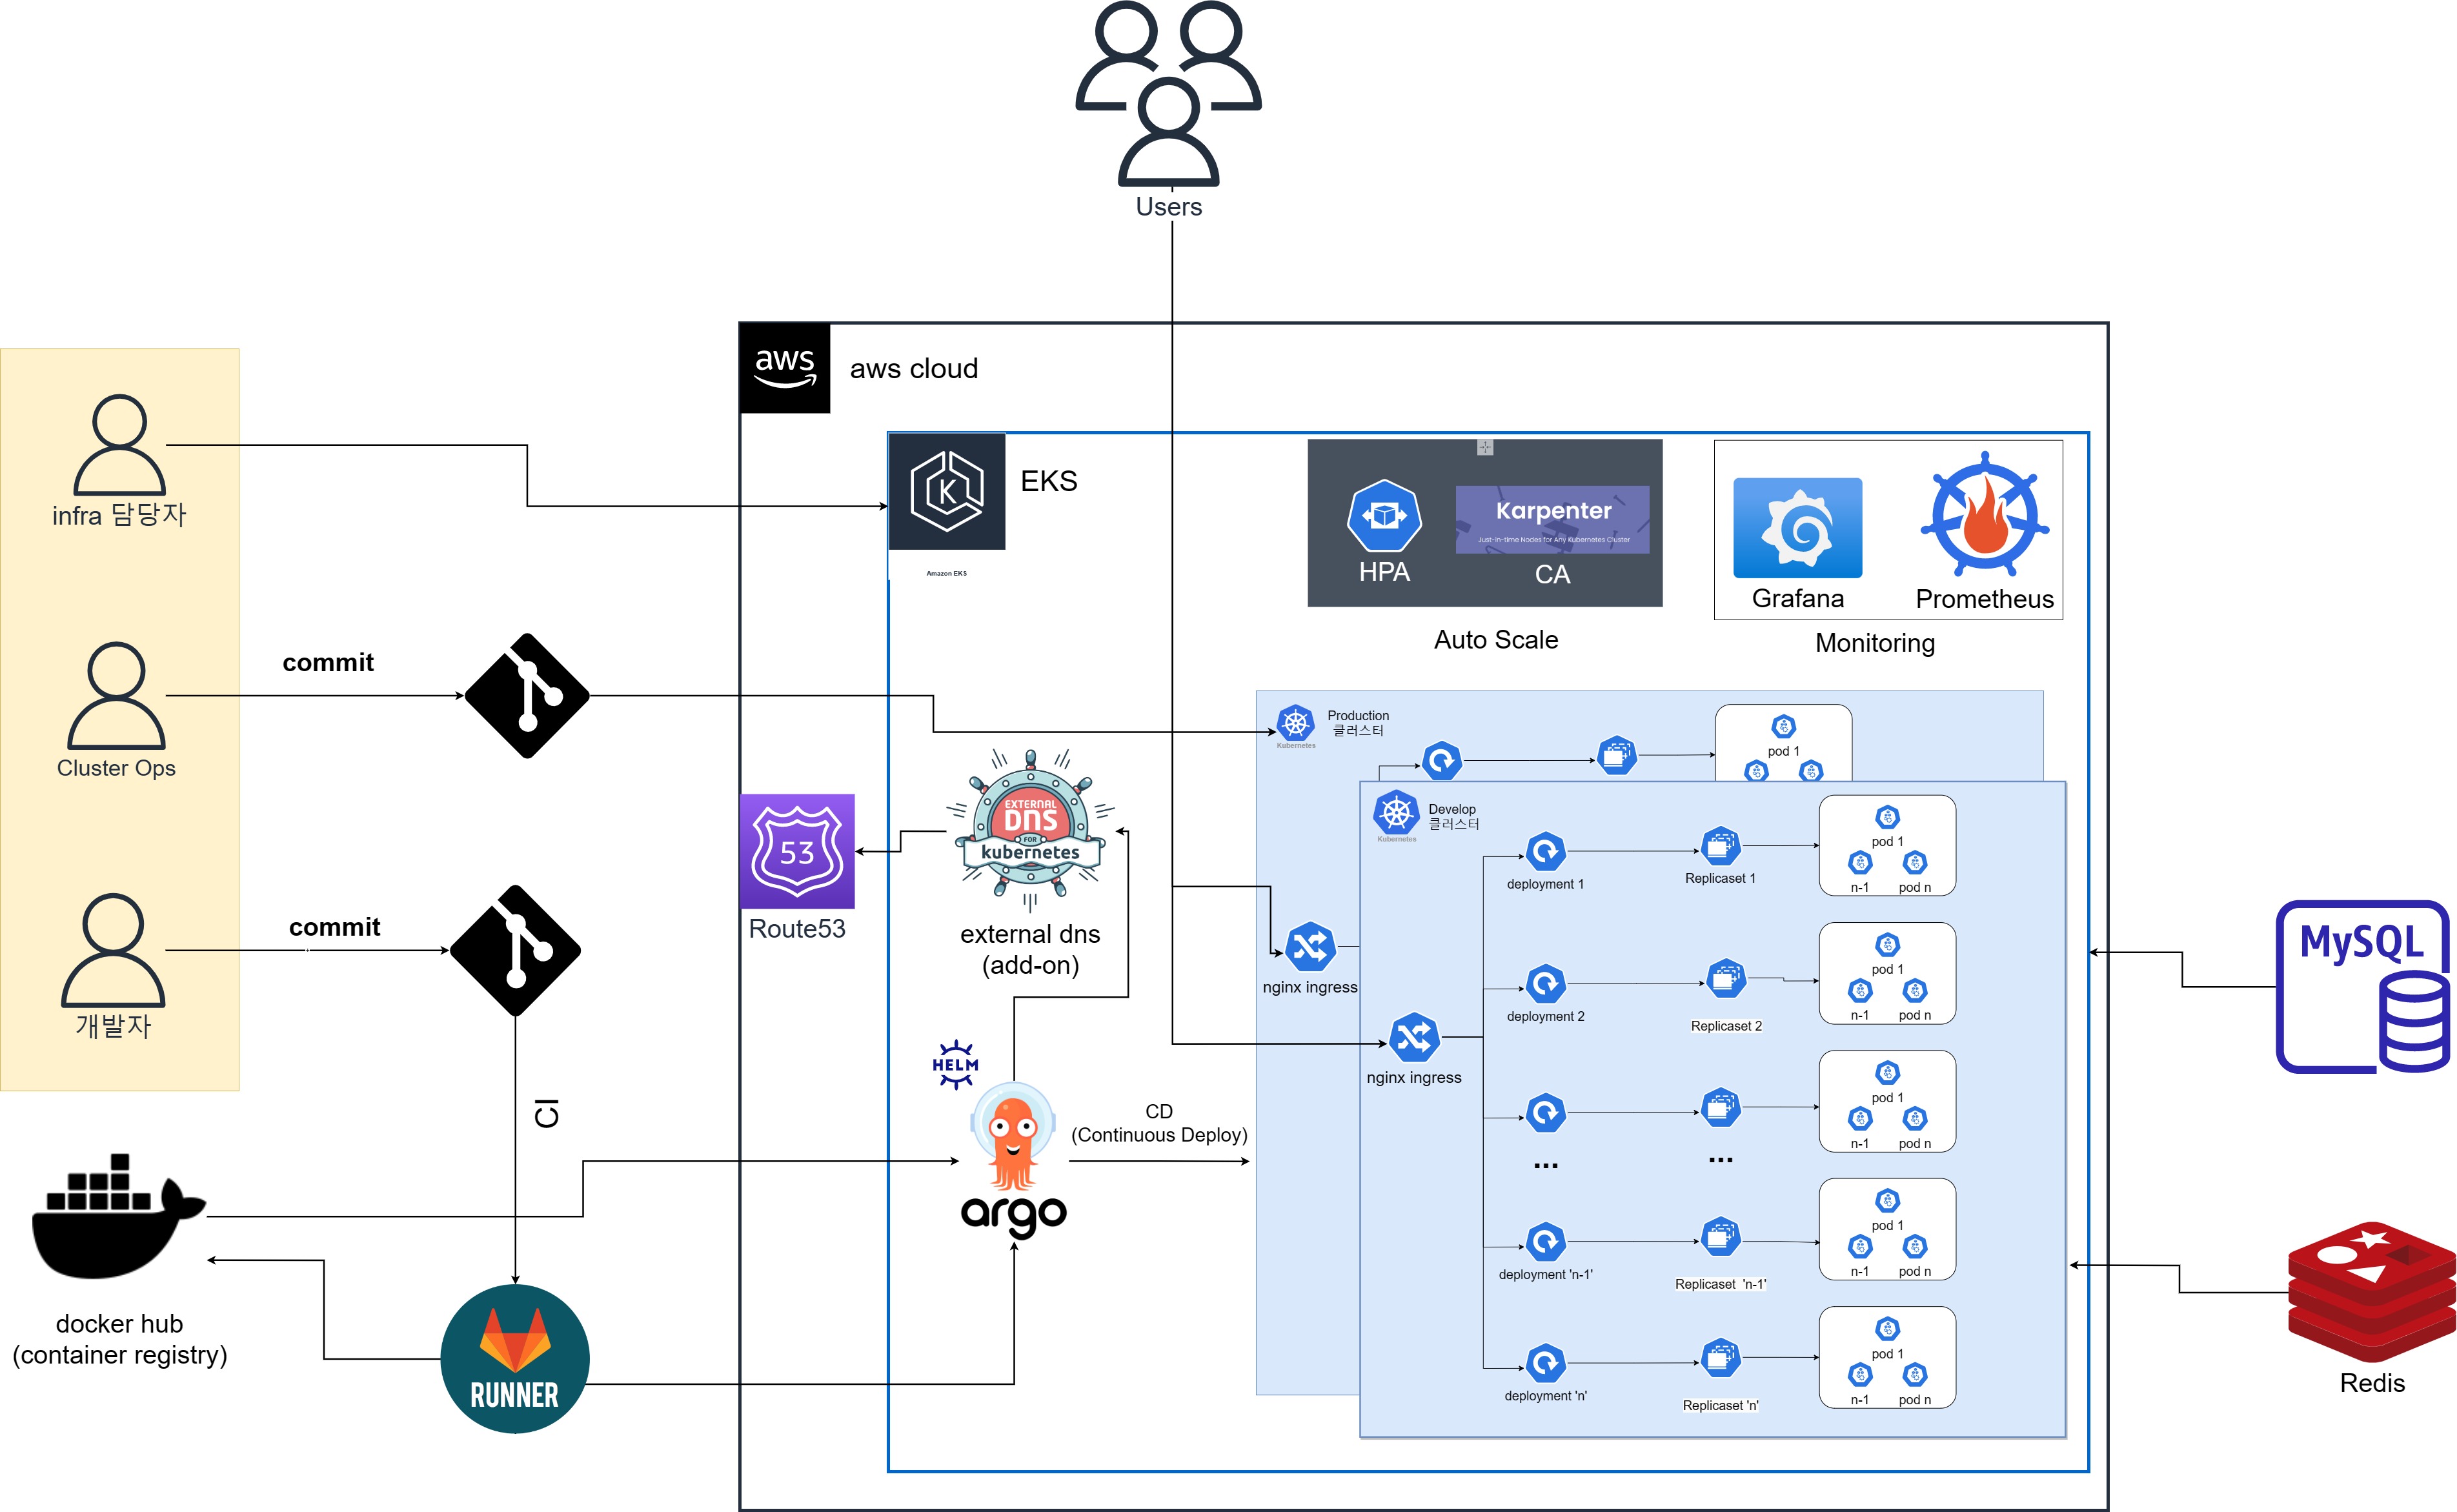 Users
aws
aws cloud
infra 담당자
EKS
K
Amazon EKS
HPA
Karpenter
Just-in-time Nodes for Any Kubernetes Cluster
CA
Auto Scale
Grafana
Prometheus
Monitoring
commit
Cluster Ops
Kubernetes
Production
클러스터
pod 1
53
Route53
EXTERNAL
DNS
FOR
kubernetes
external dns
(add-on)
commit
개발자
nginx ingress
Kubernetes
Develop
클러스터
nginx ingress
deployment 1
Replicaset 1
pod 1
n-1
pod n
deployment 2
Replicaset 2
pod 1
n-1
pod n
...
...
pod 1
n-1
pod n
deployment 'n-1'
Replicaset 'n-1'
pod 1
n-1
pod n
deployment 'n'
Replicaset 'n'
pod 1
n-1
pod n
MySQL
Redis
CI
HELM
argo
CD
(Continuous Deploy)
docker hub
(container registry)
RUNNER